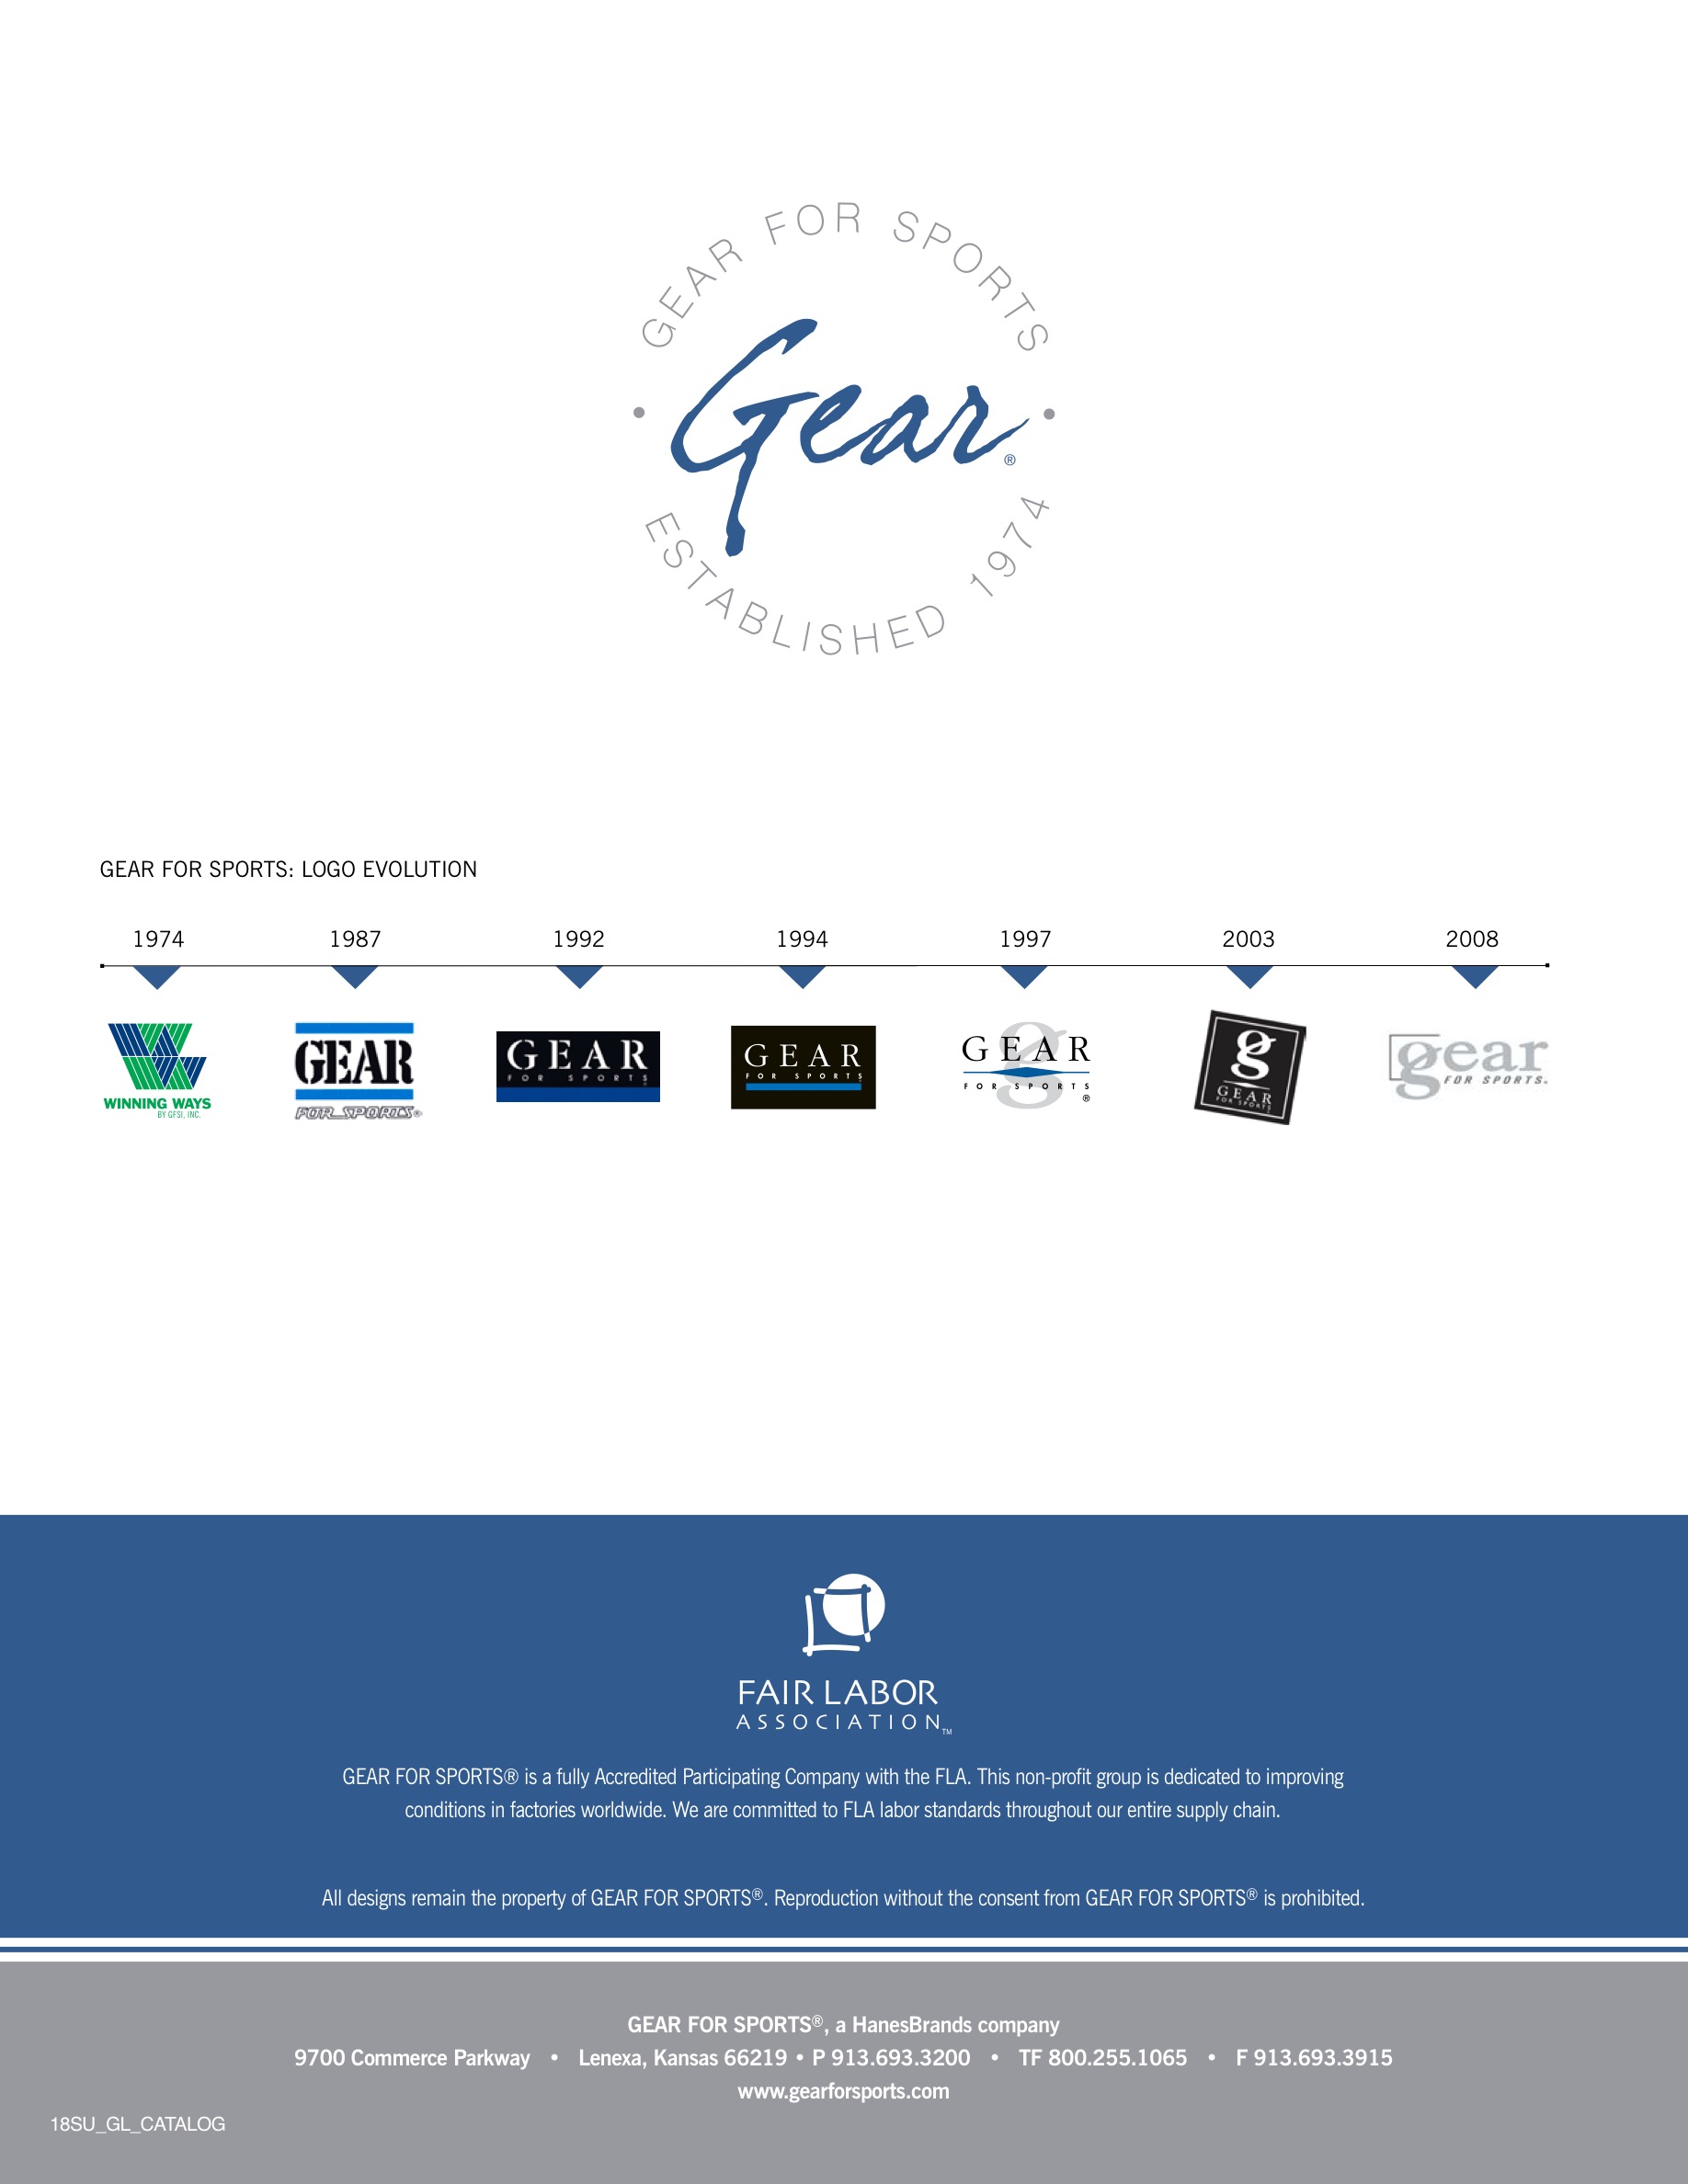 GEAR FOR SPORTS
Gear®
ESTABLISHED 1974
GEAR FOR SPORTS: LOGO EVOLUTION
1974 1987 1992 1994 1997 2003 2008
WINNING WAYS
BY GFSI, INC.
GEAR
FOR SPORTS®
GEAR
FOR SPORTS
GEAR
FOR SPORTS
g
GEAR
FOR SPORTS
®
g
GEAR
FOR SPORTS
gear
FOR SPORTS.
FAIR LABOR
ASSOCIATION™
GEAR FOR SPORTS® is a fully Accredited Participating Company with the FLA. This non-profit group is dedicated to improving
conditions in factories worldwide. We are committed to FLA labor standards throughout our entire supply chain.
All designs remain the property of GEAR FOR SPORTS®. Reproduction without the consent from GEAR FOR SPORTS® is prohibited.
GEAR FOR SPORTS®, a HanesBrands company
9700 Commerce Parkway • Lenexa, Kansas 66219 • P 913.693.3200 • TF 800.255.1065 • F 913.693.3915
www.gearforsports.com
18SU_GL_CATALOG